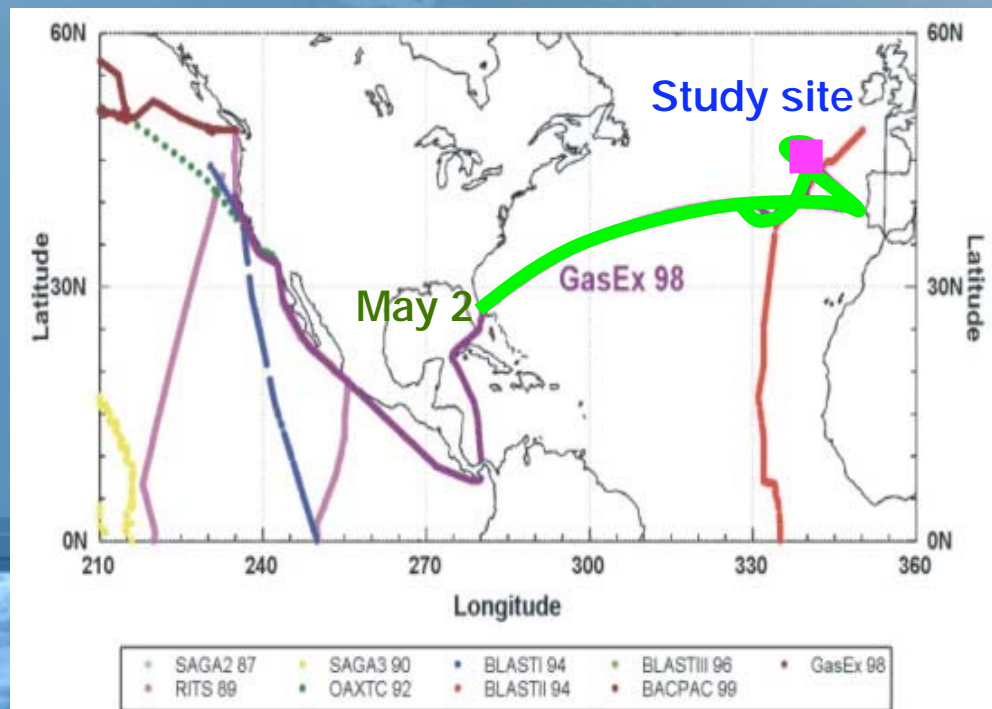 60N
60N
Study site
Latitude
30N
GasEx 98
30N
Latitude
May 2
0N
0N
210
240
270
300
330
360
Longitude
SAGA2 87
SAGA3 90
BLASTI 94
BLASTIII 96
GasEx 98
RITS 89
OAXTC 92
BLASTII 94
BACPAC 99